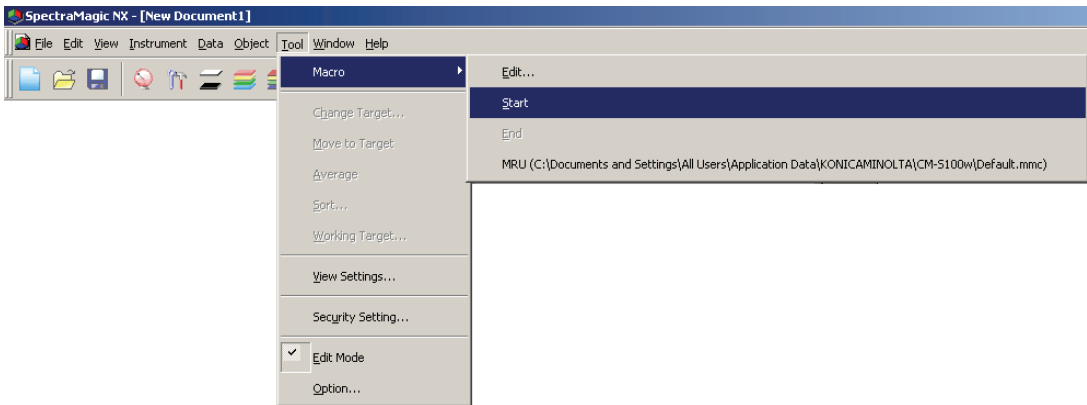 SpectraMagic NX - [New Document1]
File Edit View Instrument Data Object Tool Window Help
Macro
Edit...
Start
End
MRU (C:\Documents and Settings\All Users\Application Data\KONICAMINOLTA\CM-S100w\Default.mmc)
Change Target...
Move to Target
Average
Sort...
Working Target...
View Settings...
Security Setting...
Edit Mode
Option...